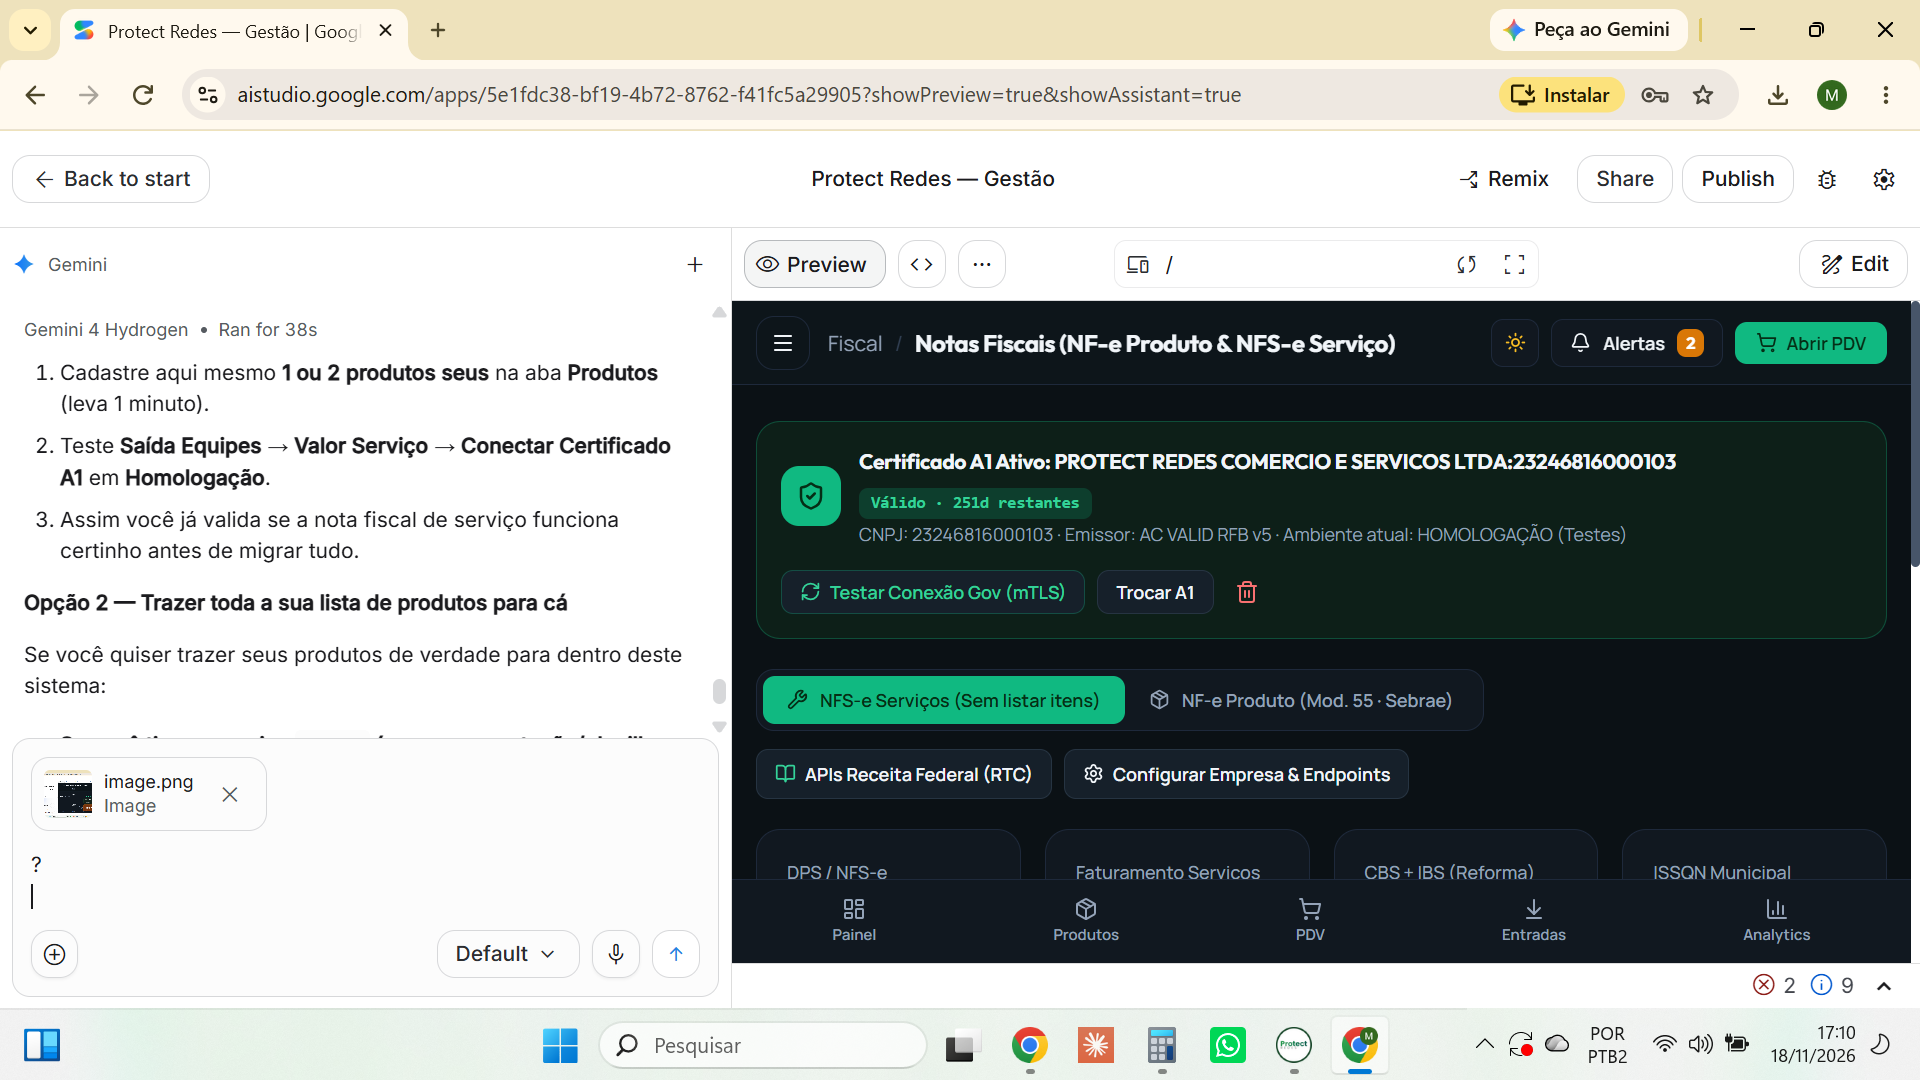 Protect Redes — Gestão | Goog
Peça ao Gemini
aistudio.google.com/apps/5e1fdc38-bf19-4b72-8762-f41fc5a29905?showPreview=true&showAssistant=true
Instalar
M
Back to start
Protect Redes — Gestão
Remix
Share
Publish
Gemini
Preview
/
Edit
Gemini 4 Hydrogen • Ran for 38s
1. Cadastre aqui mesmo 1 ou 2 produtos seus na aba Produtos
(leva 1 minuto).
2. Teste Saída Equipes → Valor Serviço → Conectar Certificado
A1 em Homologação.
3. Assim você já valida se a nota fiscal de serviço funciona
certinho antes de migrar tudo.
Opção 2 — Trazer toda a sua lista de produtos para cá
Se você quiser trazer seus produtos de verdade para dentro deste
sistema:
image.png
Image
?
Default
Fiscal / Notas Fiscais (NF-e Produto & NFS-e Serviço)
Alertas 2
Abrir PDV
Certificado A1 Ativo: PROTECT REDES COMERCIO E SERVICOS LTDA:23246816000103
Válido · 251d restantes
CNPJ: 23246816000103 · Emissor: AC VALID RFB v5 · Ambiente atual: HOMOLOGAÇÃO (Testes)
Testar Conexão Gov (mTLS)
Trocar A1
NFS-e Serviços (Sem listar itens)
NF-e Produto (Mod. 55 · Sebrae)
APIs Receita Federal (RTC)
Configurar Empresa & Endpoints
DPS / NFS-e
Faturamento Serviços
CBS + IBS (Reforma)
ISSQN Municipal
Painel
Produtos
PDV
Entradas
Analytics
2
9
Pesquisar
Protect
M
POR
PTB2
17:10
18/11/2026